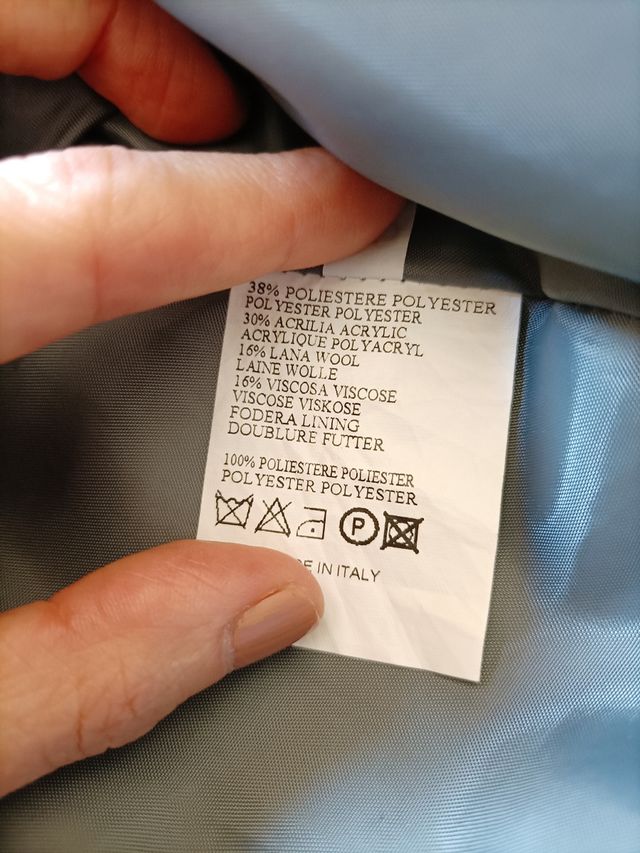 38% POLIESTERE POLYESTER
POLYESTER POLYESTER
30% ACRILIA ACRYLIC
ACRYLIQUE POLYACRYL
16% LANA WOOL
LAINE WOLLE
16% VISCOSA VISCOSE
VISCOSE VISKOSE
FODERA LINING
DOUBLURE FUTTER
100% POLIESTERE POLIESTER
POLYESTER POLYESTER
P
IN ITALY